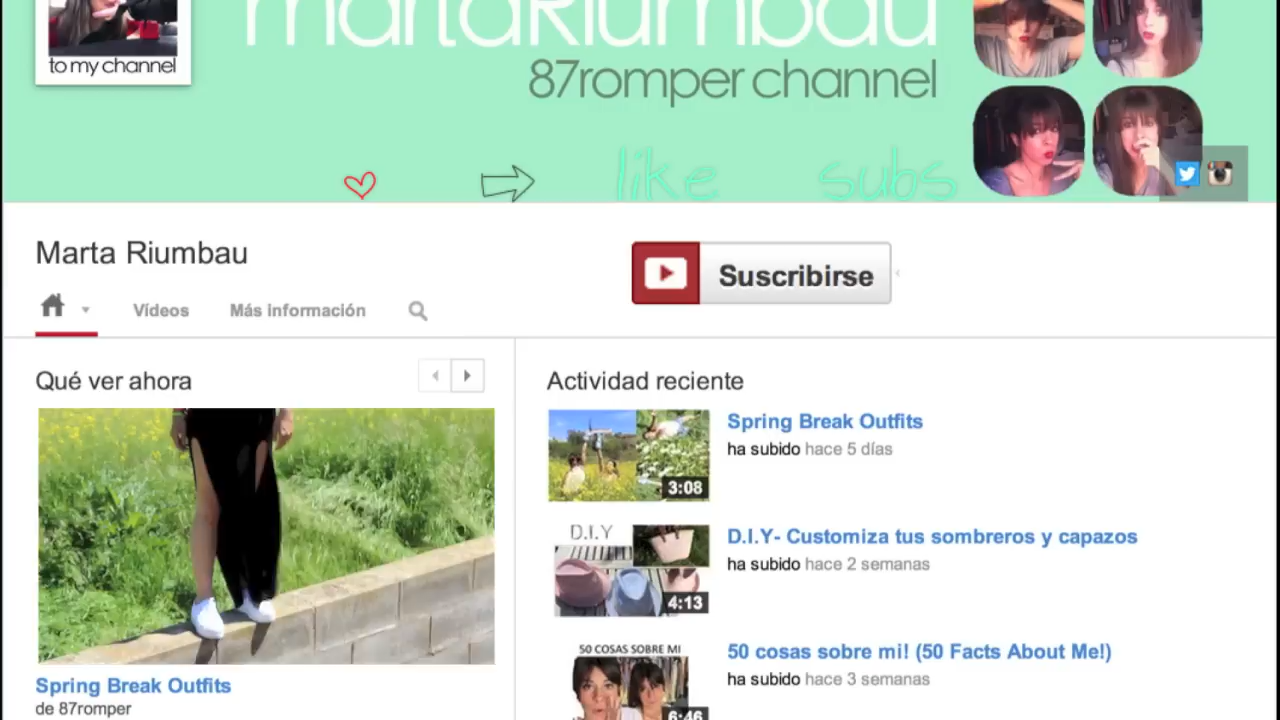 to my channel
martaRiumbau
87romper channel
like
subs
Marta Riumbau
Suscribirse
Vídeos
Más información
Qué ver ahora
Spring Break Outfits
de 87romper
Actividad reciente
3:08
Spring Break Outfits
ha subido hace 5 días
D.I.Y
4:13
D.I.Y- Customiza tus sombreros y capazos
ha subido hace 2 semanas
50 COSAS SOBRE MI
6:46
50 cosas sobre mi! (50 Facts About Me!)
ha subido hace 3 semanas